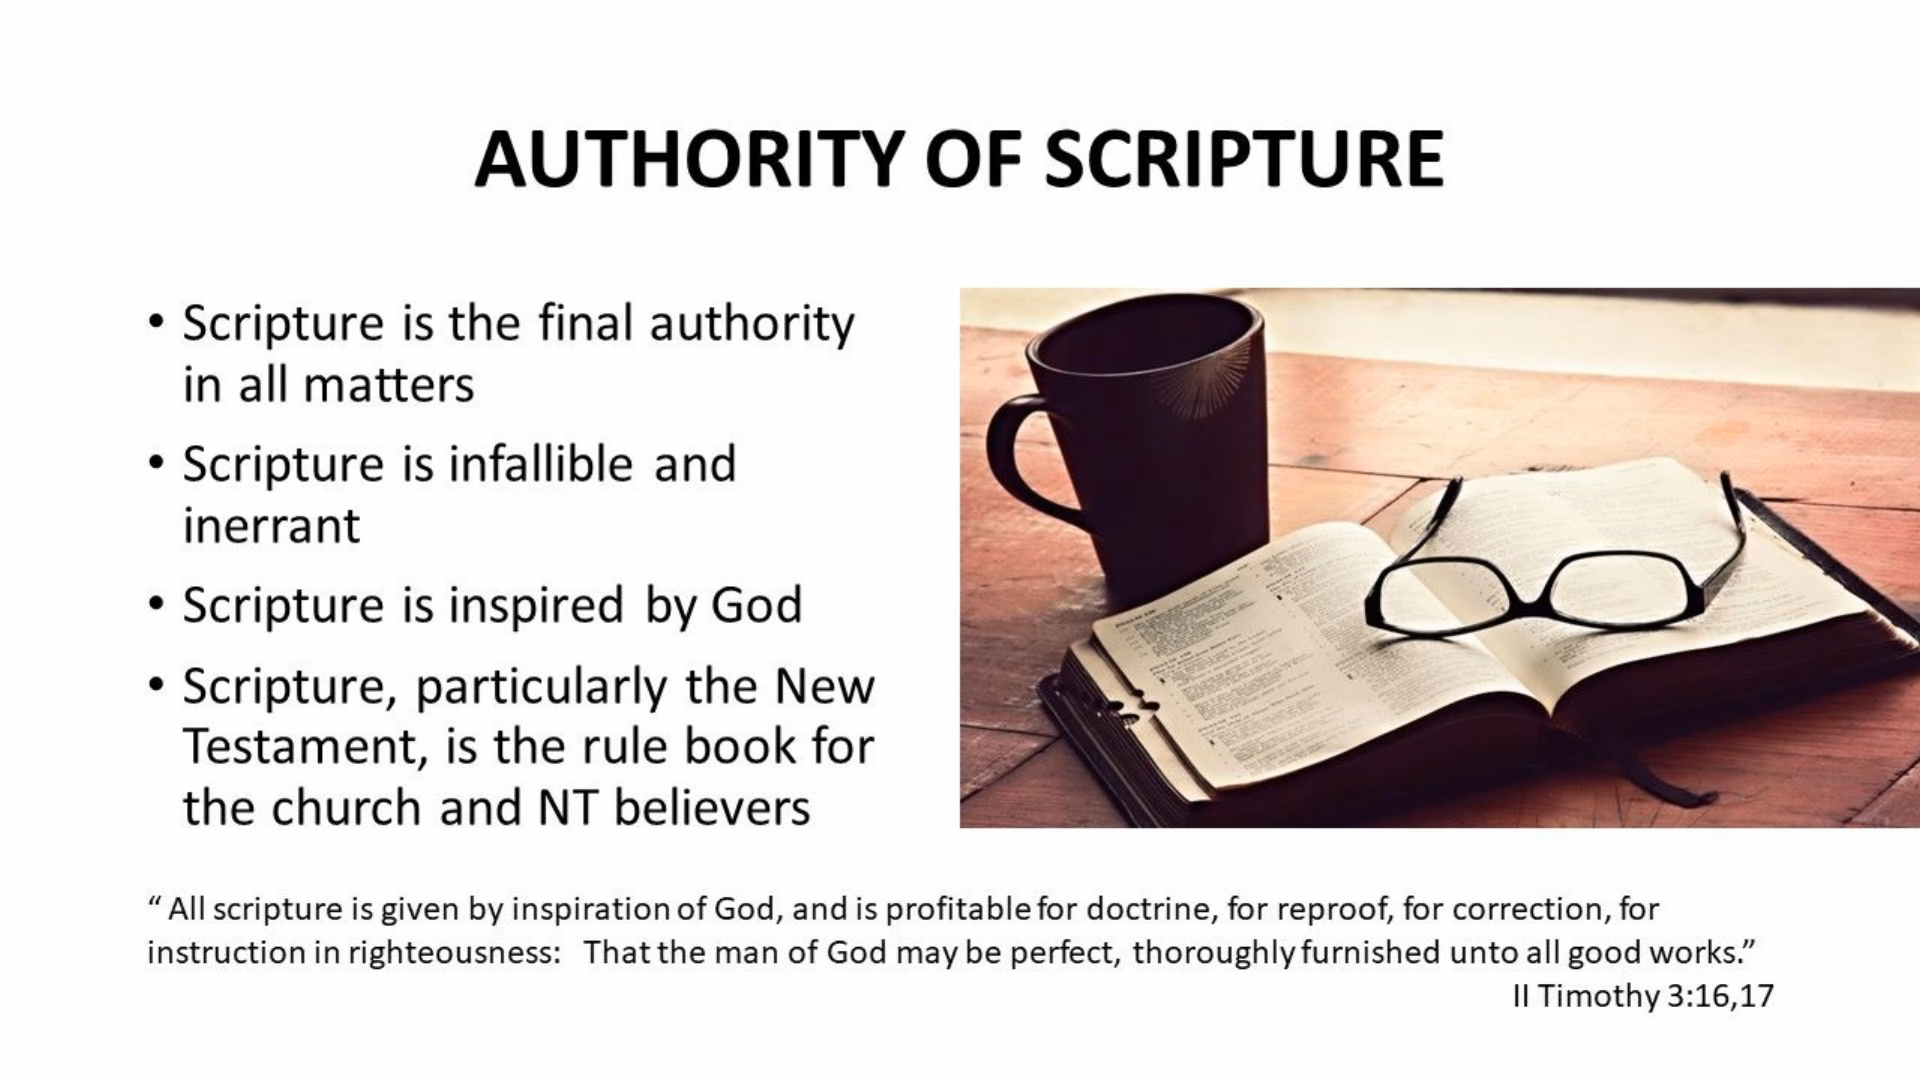 AUTHORITY OF SCRIPTURE
• Scripture is the final authority
in all matters
• Scripture is infallible and
inerrant
• Scripture is inspired by God
• Scripture, particularly the New
Testament, is the rule book for
the church and NT believers
“ All scripture is given by inspiration of God, and is profitable for doctrine, for reproof, for correction, for
instruction in righteousness:  That the man of God may be perfect, thoroughly furnished unto all good works.”
II Timothy 3:16,17